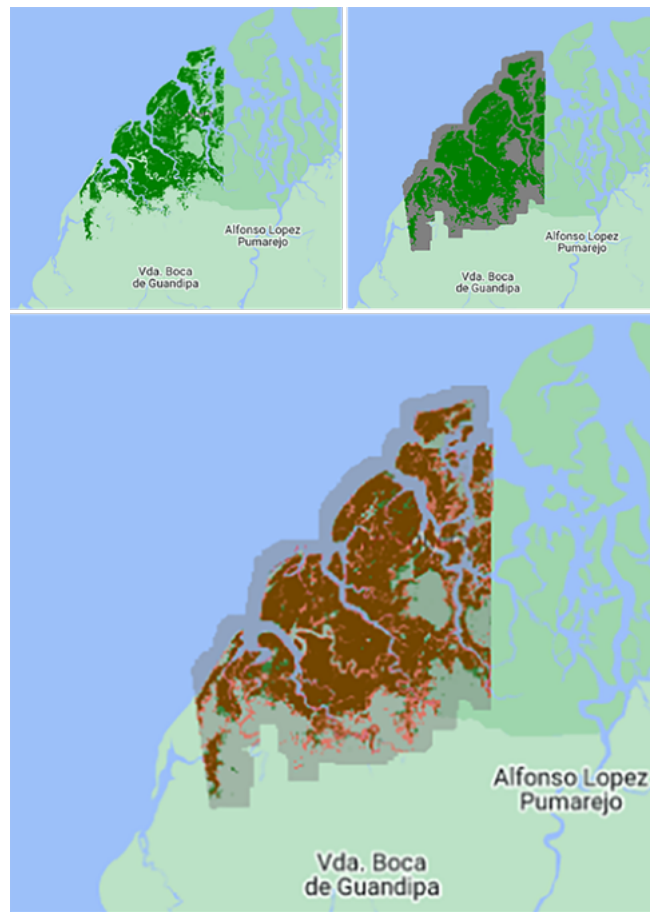 Alfonso Lopez
Pumarejo
Vda. Boca
de Guandipa
Alfonso Lopez
Pumarejo
Vda. Boca
de Guandipa
Alfonso Lopez
Pumarejo
Vda. Boca
de Guandipa